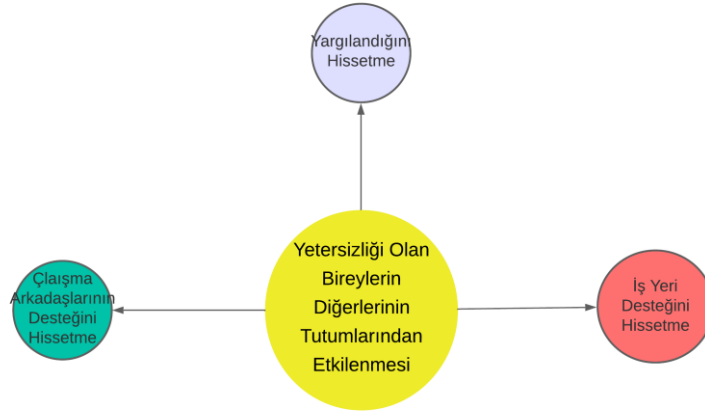 Yargılandığını
Hissetme
Yetersizliği Olan
Bireylerin
Diğerlerinin
Tutumlarından
Etkilenmesi
Çlaışma
Arkadaşlarının
Desteğini
Hissetme
İş Yeri
Desteğini
Hissetme